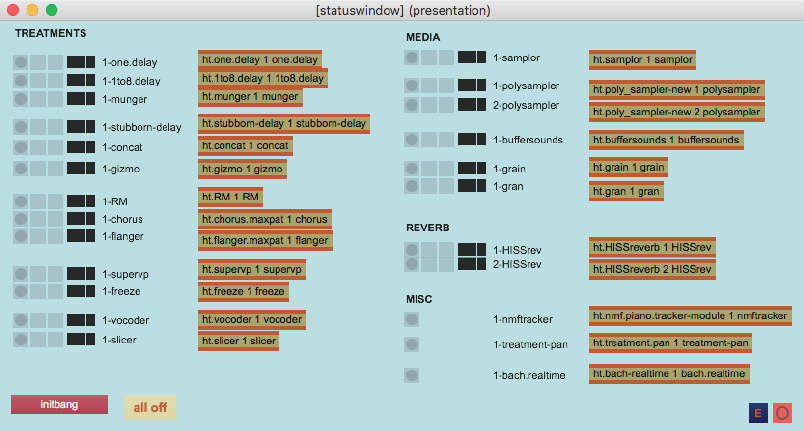 [statuswindow] (presentation)
TREATMENTS
1-one.delay ht.one.delay 1 one.delay
1-1to8.delay ht.1to8.delay 1 1to8.delay
1-munger ht.munger 1 munger
1-stubborn-delay ht.stubborn-delay 1 stubborn-delay
1-concat ht.concat 1 concat
1-gizmo ht.gizmo 1 gizmo
1-RM ht.RM 1 RM
1-chorus ht.chorus.maxpat 1 chorus
1-flanger ht.flanger.maxpat 1 flanger
1-supervp ht.supervp 1 supervp
1-freeze ht.freeze 1 freeze
1-vocoder ht.vocoder 1 vocoder
1-slicer ht.slicer 1 slicer
initbang
all off
MEDIA
1-samplor ht.samplor 1 samplor
1-polysampler ht.poly_sampler-new 1 polysampler
2-polysampler ht.poly_sampler-new 2 polysampler
1-buffersounds ht.buffersounds 1 buffersounds
1-grain ht.grain 1 grain
1-gran ht.gran 1 gran
REVERB
1-HISSrev ht.HISSreverb 1 HISSrev
2-HISSrev ht.HISSreverb 2 HISSrev
MISC
1-nmftracker ht.nmf.piano.tracker-module 1 nmftracker
1-treatment-pan ht.treatment.pan 1 treatment-pan
1-bach.realtime ht.bach-realtime 1 bach.realtime
E